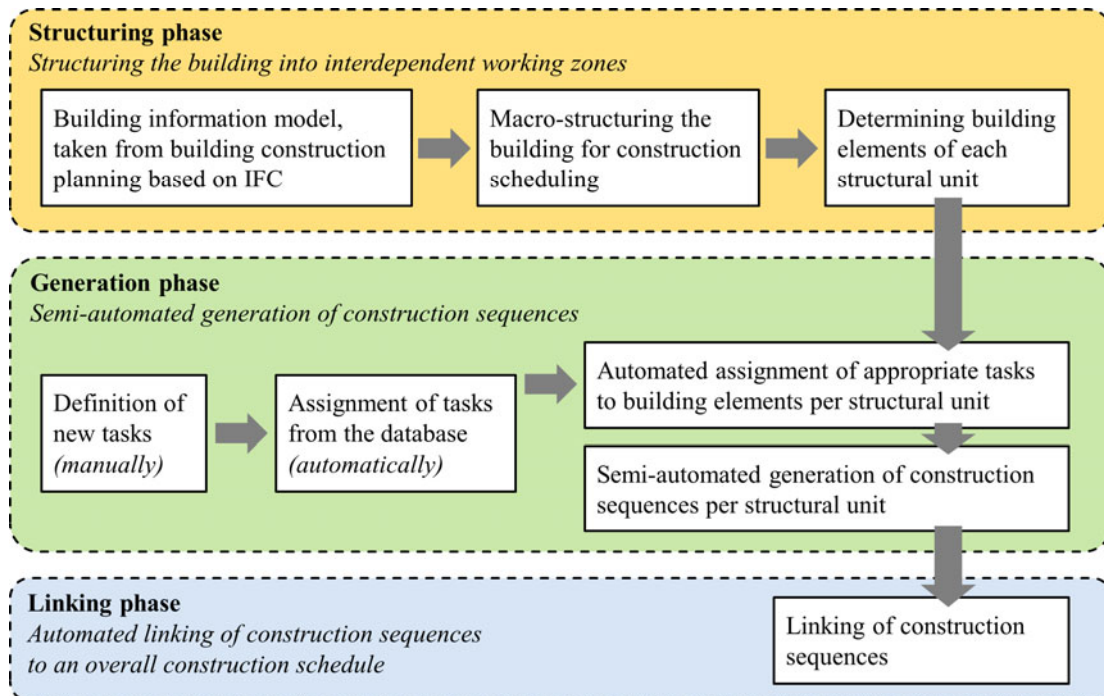 Structuring phase
Structuring the building into interdependent working zones
Building information model,
taken from building construction
planning based on IFC
Macro-structuring the
building for construction
scheduling
Determining building
elements of each
structural unit
Generation phase
Semi-automated generation of construction sequences
Definition of
new tasks
(manually)
Assignment of tasks
from the database
(automatically)
Automated assignment of appropriate tasks
to building elements per structural unit
Semi-automated generation of construction
sequences per structural unit
Linking phase
Automated linking of construction sequences
to an overall construction schedule
Linking of construction
sequences